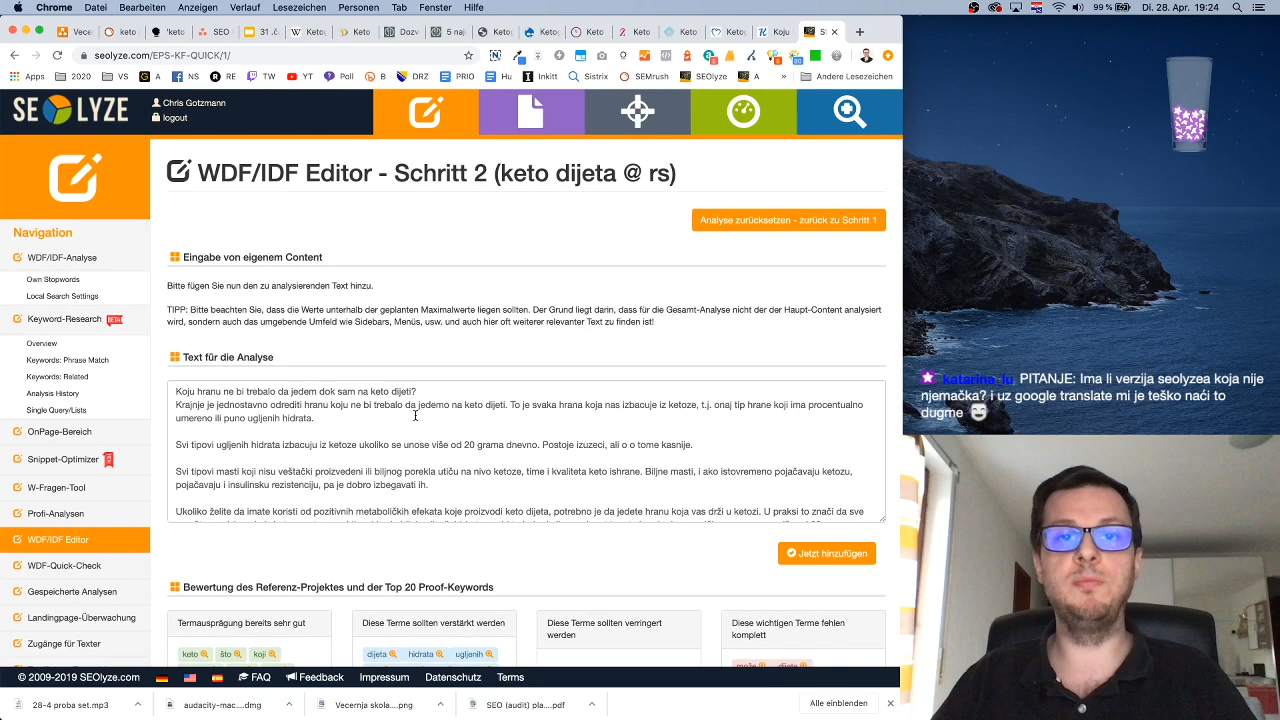 Chrome Datei Bearbeiten Anzeigen Verlauf Lesezeichen Personen Tab Fenster Hilfe
99 % Di. 28. Apr. 19:24
seolyze.com/EPS-KF-QUICK/1/
Apps 2020 VS G A NS RE TW YT Poll B DRZ PRIO Hub Inkitt Sistrix SEMrush SEOlyze A » Andere Lesezeichen
SEOLYZE
Chris Gotzmann
logout
WDF/IDF Editor - Schritt 2 (keto dijeta @ rs)
Analyse zurücksetzen - zurück zu Schritt 1
Navigation
WDF/IDF-Analyse
Own Stopwords
Local Search Settings
Keyword-Research BETA
Overview
Keywords: Phrase Match
Keywords: Related
Analysis History
Single Query/Lists
OnPage-Bereich
Snippet-Optimizer
W-Fragen-Tool
Profi-Analysen
WDF/IDF Editor
WDF-Quick-Check
Gespeicherte Analysen
Landingpage-Überwachung
Zugänge für Texter
Eingabe von eigenem Content
Bitte fügen Sie nun den zu analysierenden Text hinzu.
TIPP: Bitte beachten Sie, dass die Werte unterhalb der geplanten Maximalwerte liegen sollten. Der Grund liegt darin, dass für die Gesamt-Analyse nicht der der Haupt-Content analysiert
wird, sondern auch das umgebende Umfeld wie Sidebars, Menüs, usw. und auch hier oft weiterer relevanter Text zu finden ist!
Text für die Analyse
Koju hranu ne bi trebalo da jedem dok sam na keto dijeti?
Krajnje je jednostavno odrediti hranu koju ne bi trebalo da jedemo na keto dijeti. To je svaka hrana koja nas izbacuje iz ketoze, t.j. onaj tip hrane koji ima procentualno
umereno ili puno ugljenih hidrata.
Svi tipovi ugljenih hidrata izbacuju iz ketoze ukoliko se unose više od 20 grama dnevno. Postoje izuzeci, ali o o tome kasnije.
Svi tipovi masti koji nisu veštački proizvedeni ili biljnog porekla utiču na nivo ketoze, time i kvaliteta keto ishrane. Biljne masti, i ako istovremeno pojačavaju ketozu,
pojačavaju i insulinsku rezistenciju, pa je dobro izbegavati ih.
Ukoliko želite da imate koristi od pozitivnih metaboličkih efekata koje proizvodi keto dijeta, potrebno je da jedete hranu koja vas drži u ketozi. U praksi to znači da sve
Jetzt hinzufügen
Bewertung des Referenz-Projektes und der Top 20 Proof-Keywords
Termausprägung bereits sehr gut
keto što koji
Diese Terme sollten verstärkt werden
dijeta hidrata ugljenih
Diese Terme sollten verringert
werden
Diese wichtigen Terme fehlen
komplett
© 2009-2019 SEOlyze.com FAQ Feedback Impressum Datenschutz Terms
28-4 proba set.mp3 audacity-mac....dmg Vecernja skola....png SEO (audit) pla....pdf Alle einblenden
katarina_lu PITANJE: Ima li verzija seolyzea koja nije
njemačka? i uz google translate mi je teško naći to
dugme